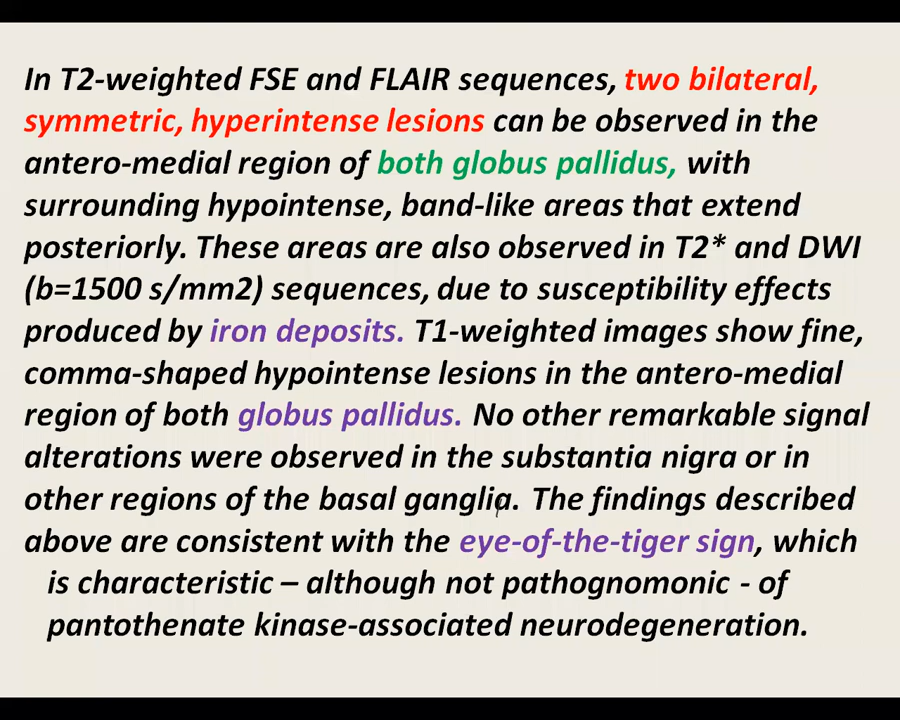 In T2-weighted FSE and FLAIR sequences, two bilateral,
symmetric, hyperintense lesions can be observed in the
antero-medial region of both globus pallidus, with
surrounding hypointense, band-like areas that extend
posteriorly. These areas are also observed in T2* and DWI
(b=1500 s/mm2) sequences, due to susceptibility effects
produced by iron deposits. T1-weighted images show fine,
comma-shaped hypointense lesions in the antero-medial
region of both globus pallidus. No other remarkable signal
alterations were observed in the substantia nigra or in
other regions of the basal ganglia. The findings described
above are consistent with the eye-of-the-tiger sign, which
is characteristic – although not pathognomonic - of
pantothenate kinase-associated neurodegeneration.